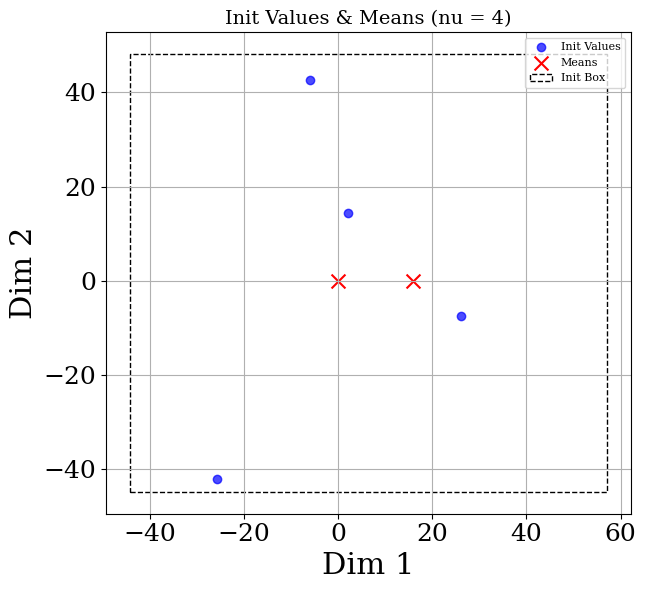 Init Values & Means (nu = 4)
Init Values
Means
Init Box
40
20
0
−20
−40
Dim 2
−40
−20
0
20
40
60
Dim 1